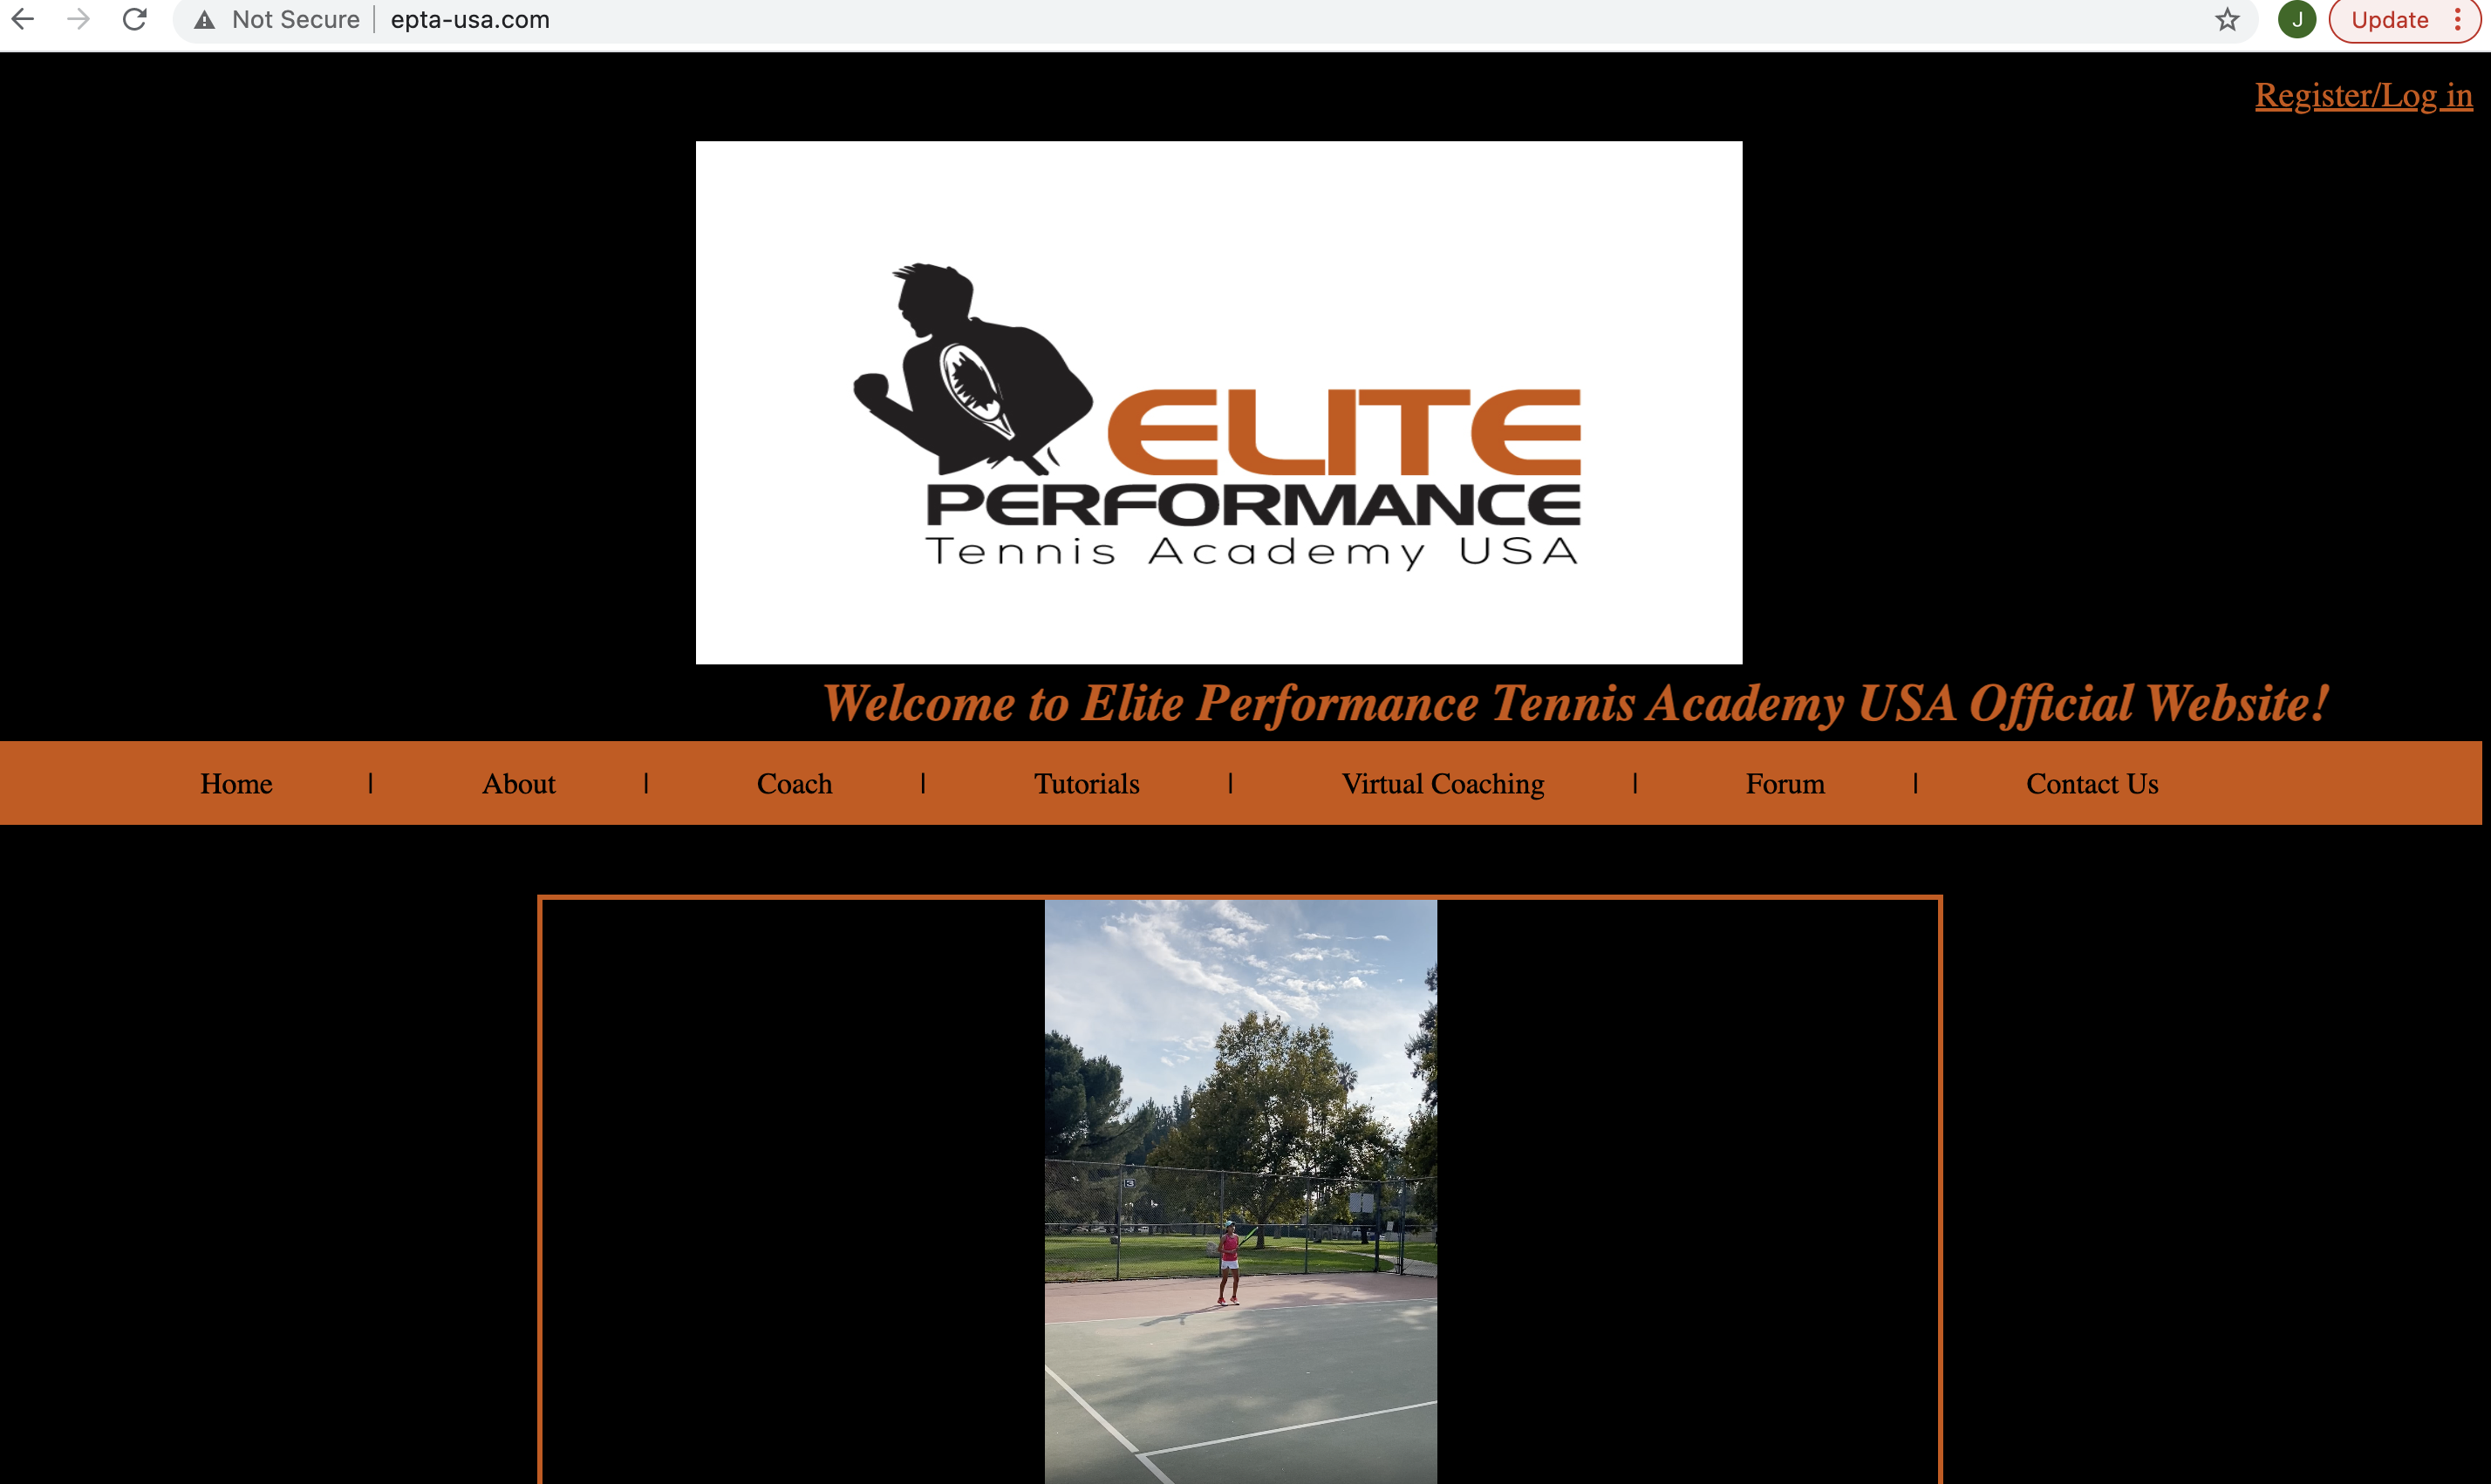 Not Secure | epta-usa.com
J
Update
Register/Log in
ELITE
PERFORMANCE
Tennis Academy USA
Welcome to Elite Performance Tennis Academy USA Official Website!
Home | About | Coach | Tutorials | Virtual Coaching | Forum | Contact Us
3